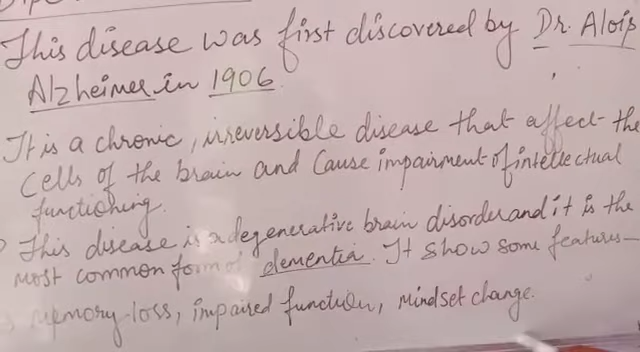 This disease was first discovered by Dr. Alois
Alzheimer in 1906.
It is a chronic, irreversible disease that affect the
Cells of the brain and Cause impairment of intellectual
functioning.
This disease is a degenerative brain disorder and it is the
most common form of dementia. It show some features-
Memory-loss, impaired function, mindset change.